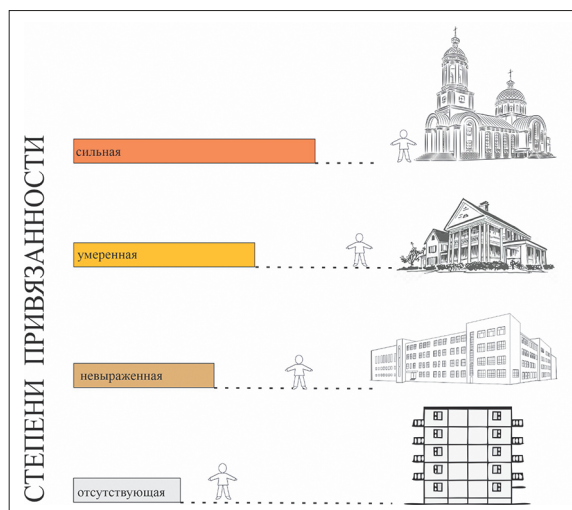 СТЕПЕНИ ПРИВЯЗАННОСТИ
сильная
умеренная
невыраженная
отсутствующая